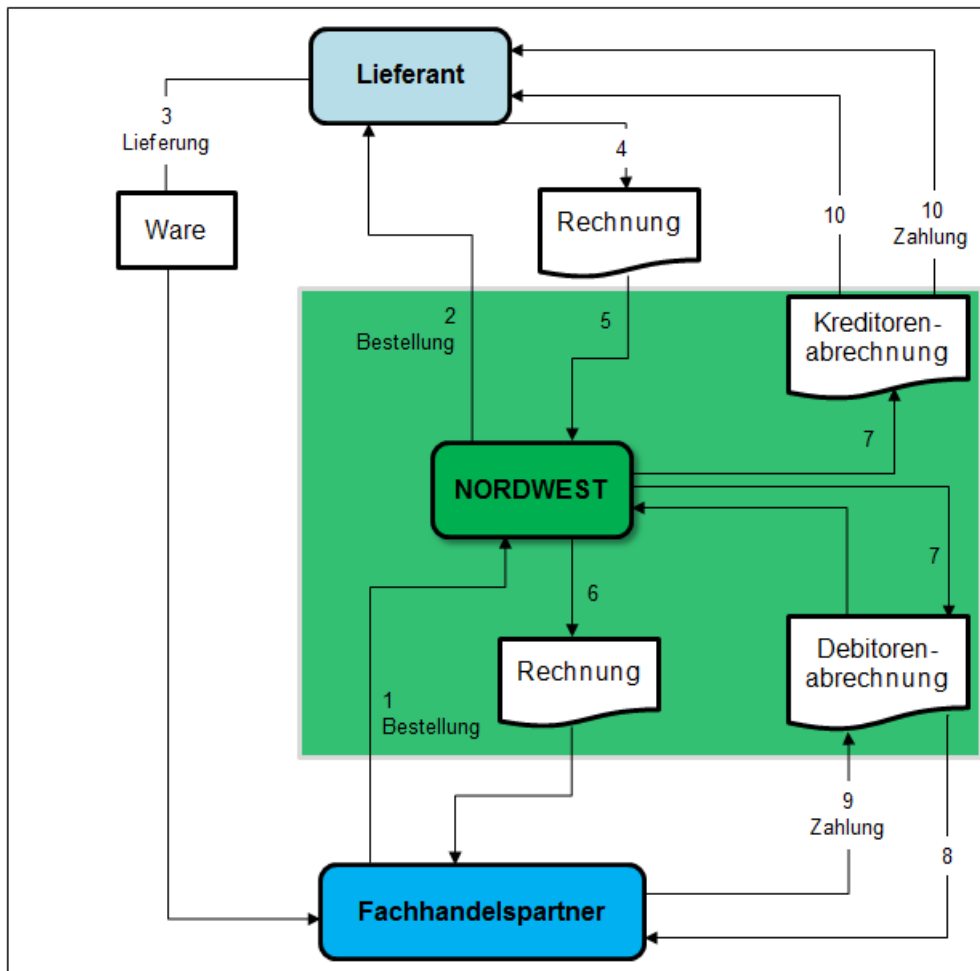 Lieferant
3
Lieferung
4
Ware
Rechnung
10
10
Zahlung
2
Bestellung
5
Kreditoren-
abrechnung
7
NORDWEST
7
6
Rechnung
Debitoren-
abrechnung
1
Bestellung
9
Zahlung
8
Fachhandelspartner